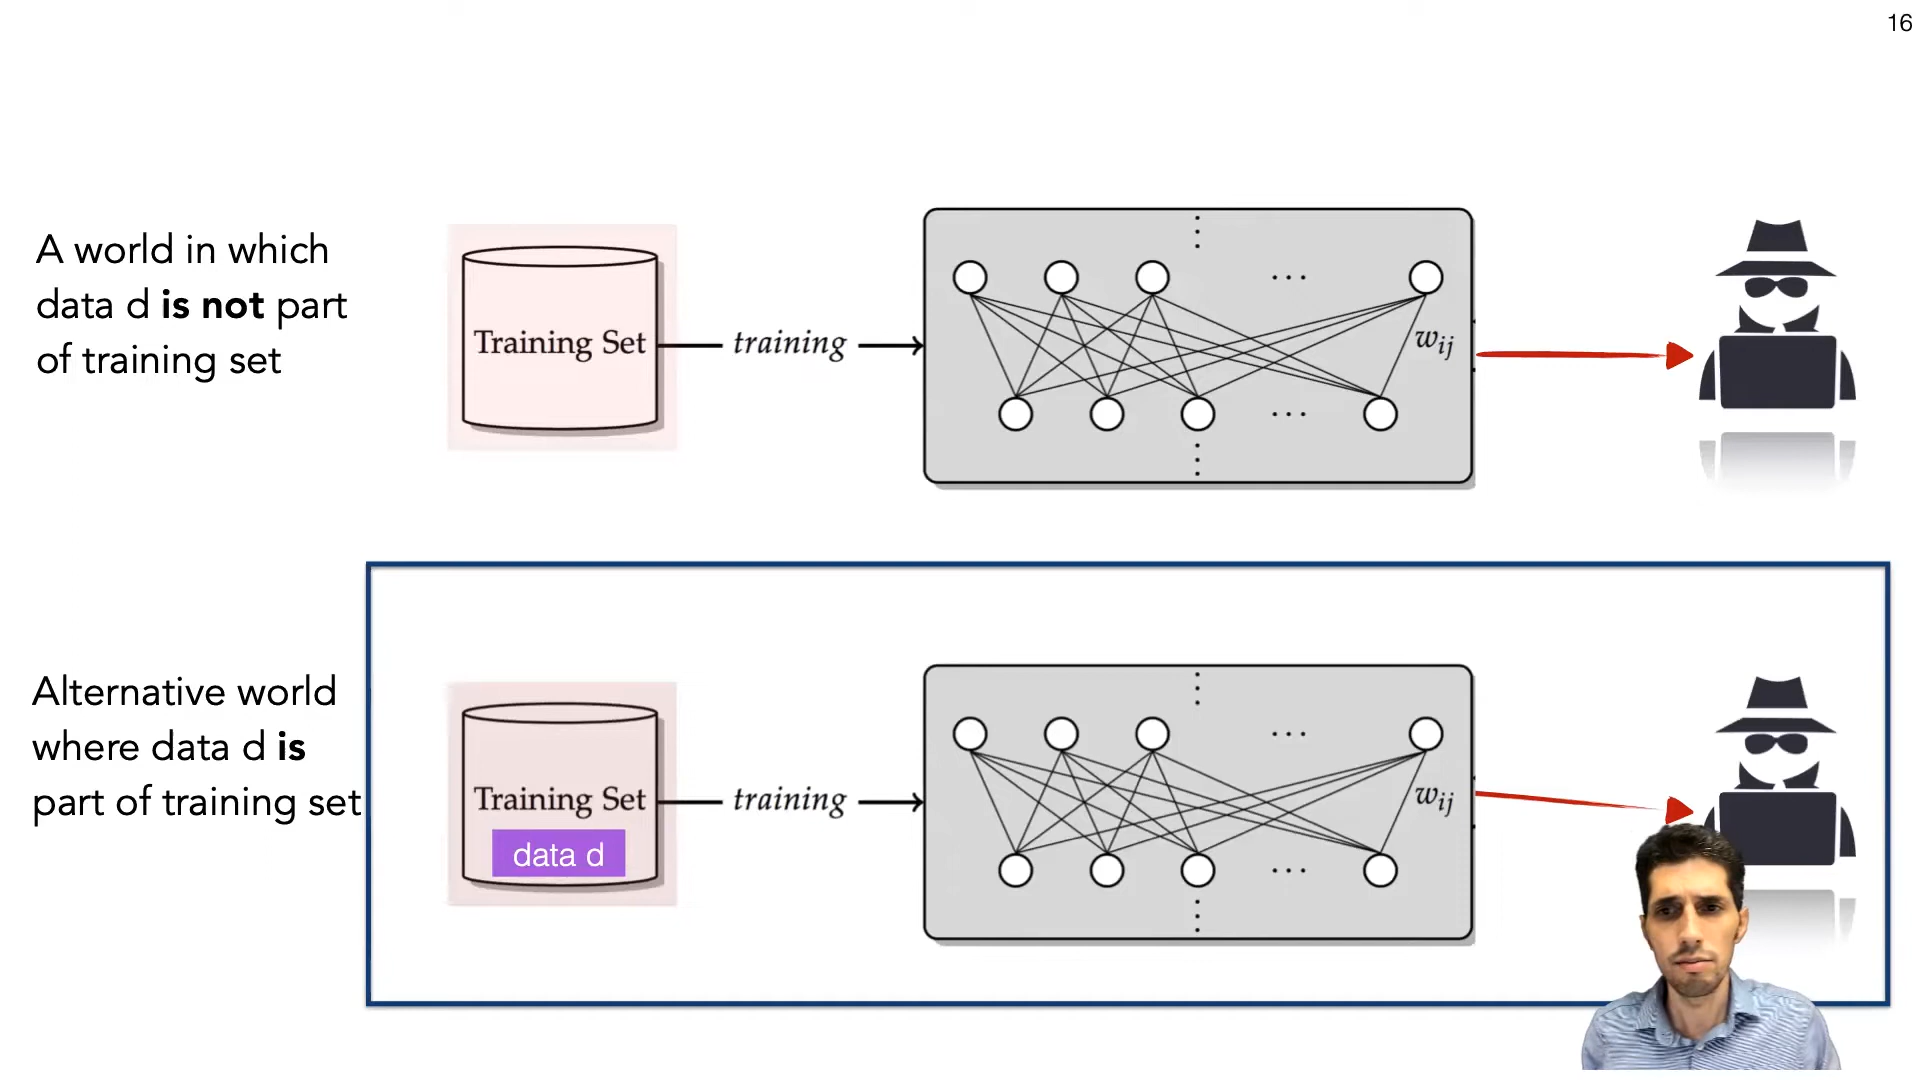 16
A world in which
data d is not part
of training set
Training Set
training
w_ij
Alternative world
where data d is
part of training set
Training Set
data d
training
w_ij